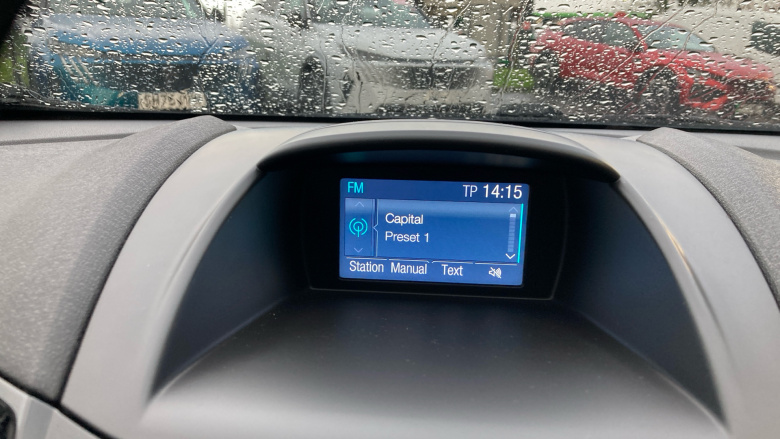 FM TP 14:15
Capital
Preset 1
Station Manual Text